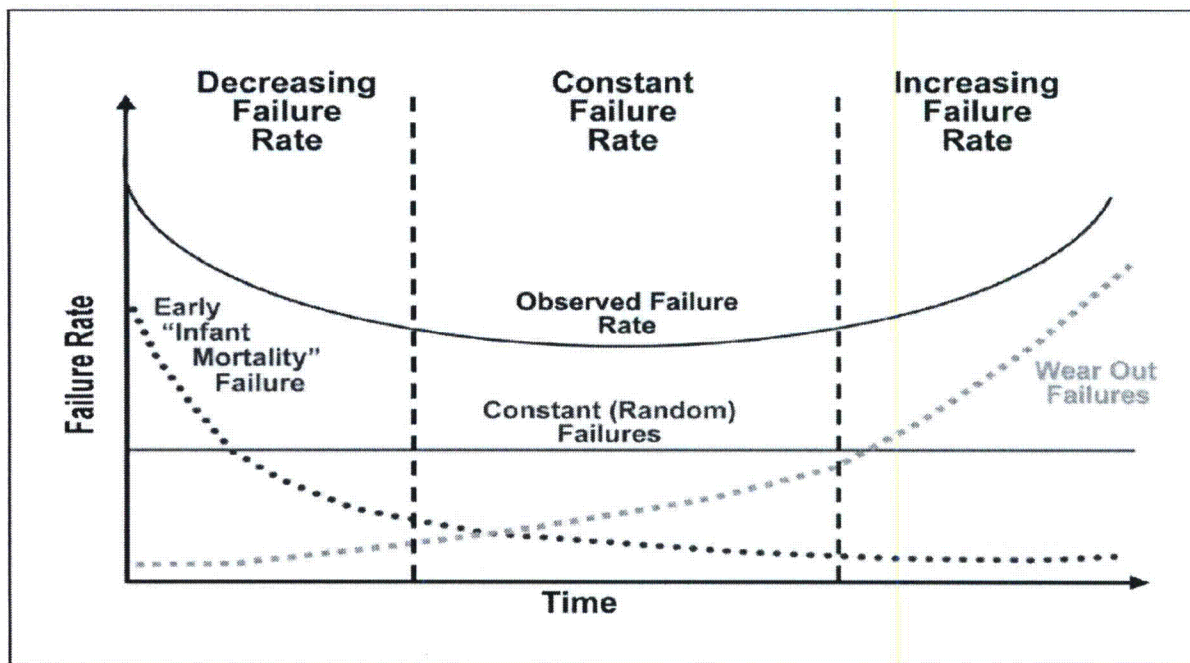 Decreasing
Failure
Rate
Constant
Failure
Rate
Increasing
Failure
Rate
Failure Rate
Early
"Infant
Mortality"
Failure
Observed Failure
Rate
Wear Out
Failures
Constant (Random)
Failures
Time